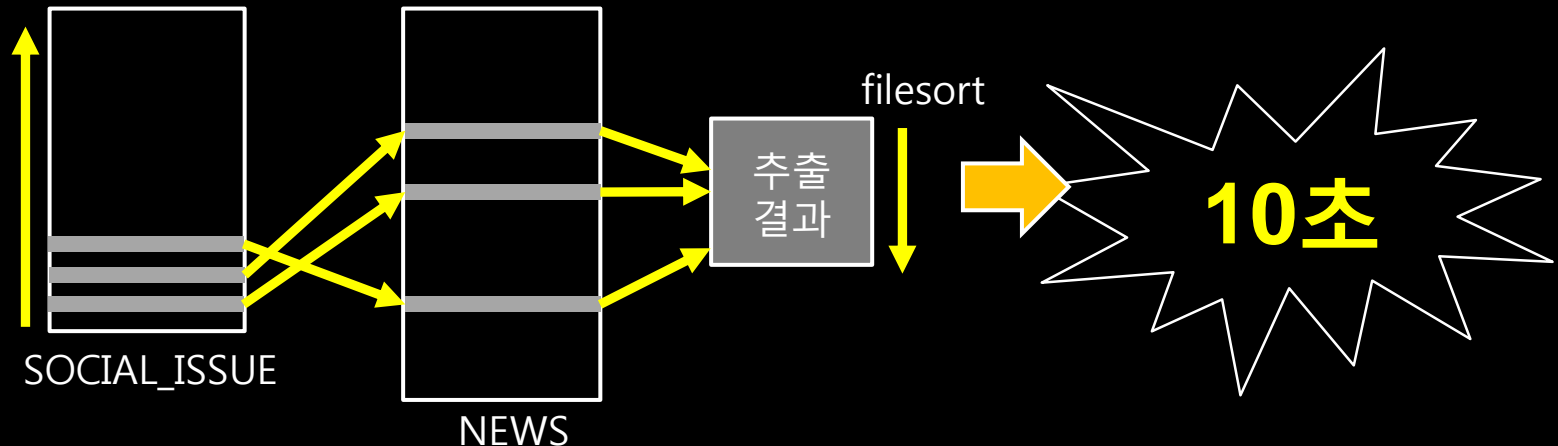 filesort
추출
결과
10초
SOCIAL_ISSUE
NEWS